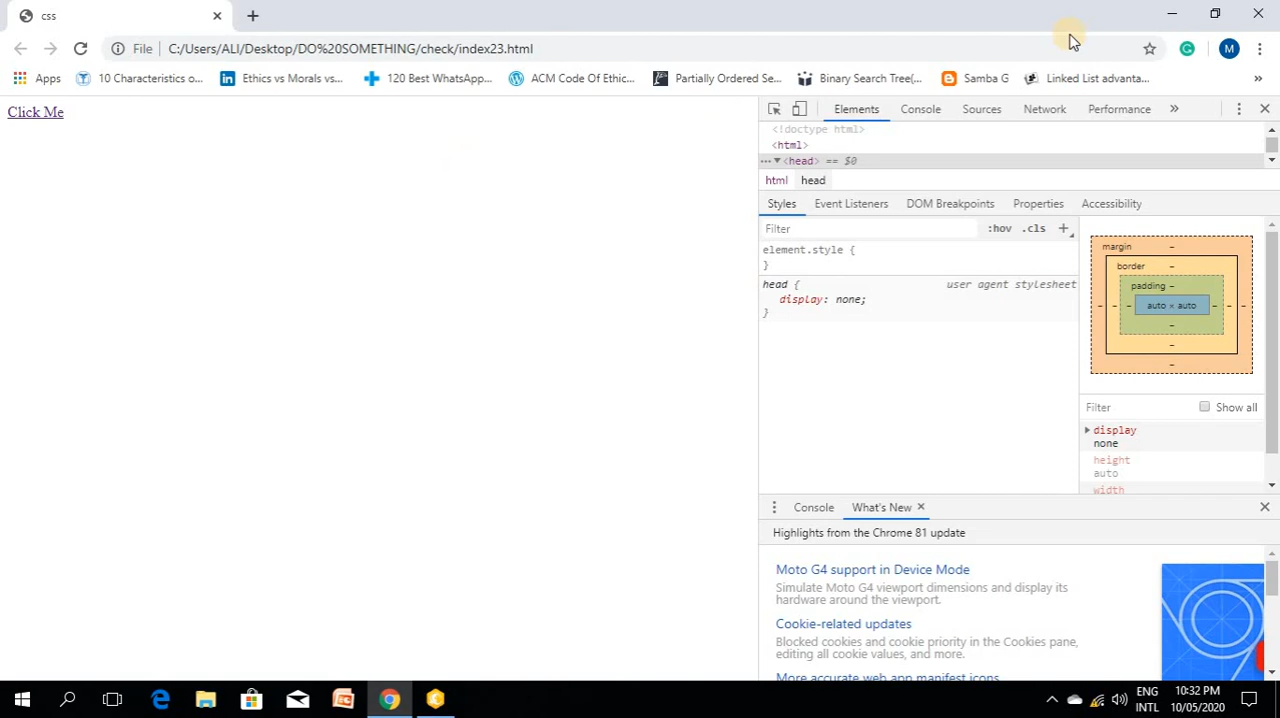 css
File C:/Users/ALI/Desktop/DO%20SOMETHING/check/index23.html
M
Apps 10 Characteristics o... Ethics vs Morals vs... 120 Best WhatsApp... ACM Code Of Ethic... Partially Ordered Se... Binary Search Tree(... Samba G Linked List advanta... »
Click Me
Elements Console Sources Network Performance »
<!doctype html>
<html>
...▼<head> == $0
html head
Styles Event Listeners DOM Breakpoints Properties Accessibility
Filter :hov .cls +
element.style {
}
head { user agent stylesheet
display: none;
}
margin –
border –
padding –
– – – auto × auto – – –
–
–
–
Filter Show all
display
none
height
auto
width
Console What's New ×
Highlights from the Chrome 81 update
Moto G4 support in Device Mode
Simulate Moto G4 viewport dimensions and display its
hardware around the viewport.
Cookie-related updates
Blocked cookies and cookie priority in the Cookies pane,
editing all cookie values, and more.
More accurate web app manifest icons
ENG
INTL
10:32 PM
10/05/2020